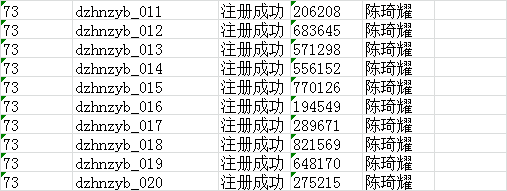 73 dzhnzyb_011 注册成功 206208 陈琦耀
73 dzhnzyb_012 注册成功 683645 陈琦耀
73 dzhnzyb_013 注册成功 571298 陈琦耀
73 dzhnzyb_014 注册成功 556152 陈琦耀
73 dzhnzyb_015 注册成功 770126 陈琦耀
73 dzhnzyb_016 注册成功 194549 陈琦耀
73 dzhnzyb_017 注册成功 289671 陈琦耀
73 dzhnzyb_018 注册成功 821569 陈琦耀
73 dzhnzyb_019 注册成功 648170 陈琦耀
73 dzhnzyb_020 注册成功 275215 陈琦耀